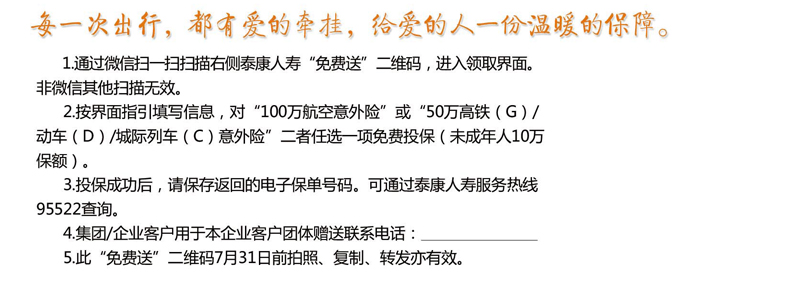 每一次出行，都有爱的牵挂，给爱的人一份温暖的保障。
1.通过微信扫一扫扫描右侧泰康人寿“免费送”二维码，进入领取界面。
非微信其他扫描无效。
2.按界面指引填写信息，对“100万航空意外险”或“50万高铁（G）/
动车（D）/城际列车（C）意外险”二者任选一项免费投保（未成年人10万
保额）。
3.投保成功后，请保存返回的电子保单号码。可通过泰康人寿服务热线
95522查询。
4.集团/企业客户用于本企业客户团体赠送联系电话：_______________
5.此“免费送”二维码7月31日前拍照、复制、转发亦有效。